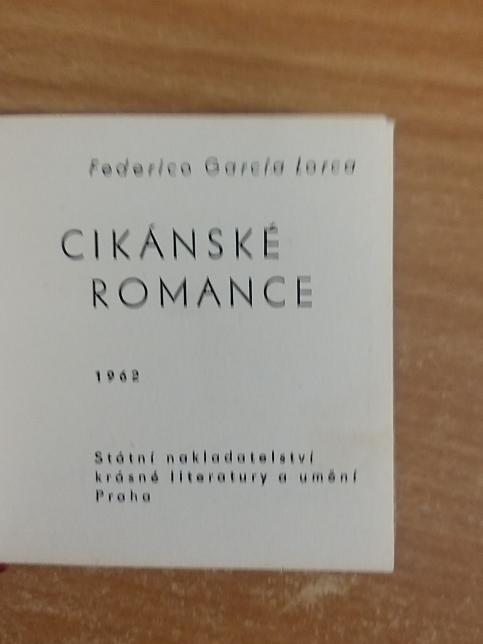 Federico García Lorca
CIKÁNSKÉ
ROMANCE
1962
Státní nakladatelství
krásné literatury a umění
Praha